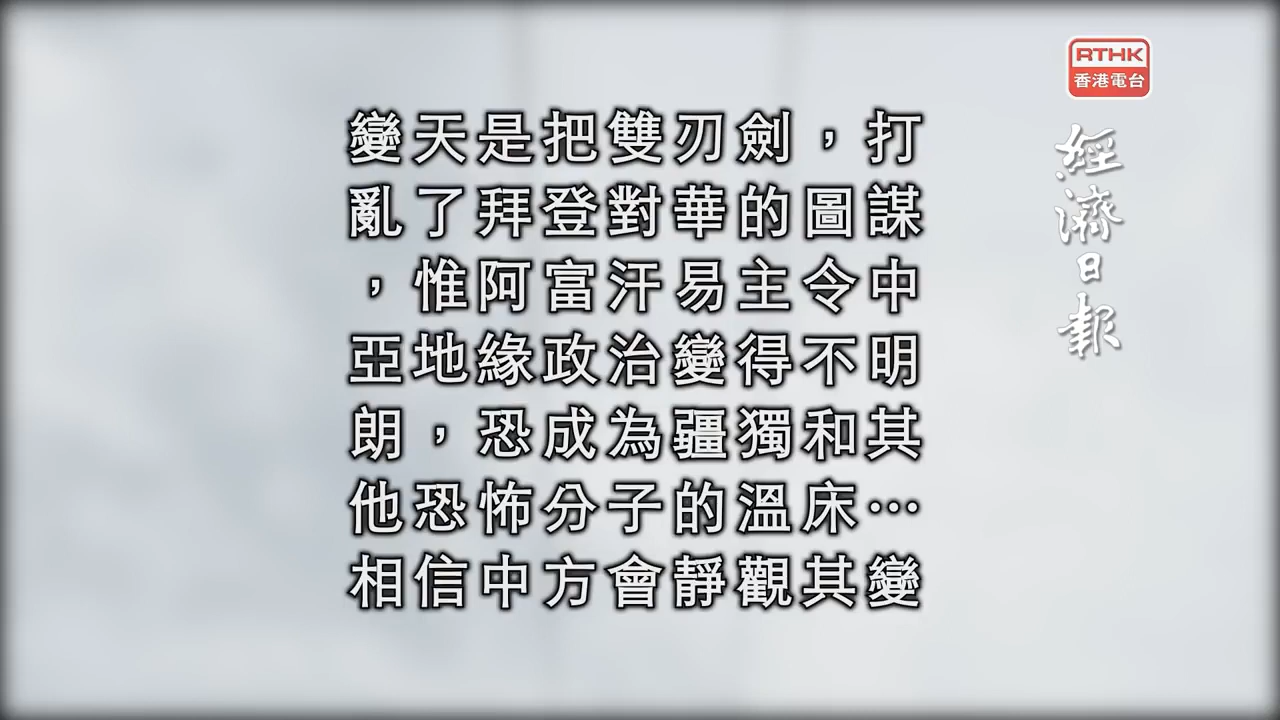 RTHK
香港電台
經濟日報
變天是把雙刃劍，打
亂了拜登對華的圖謀
，惟阿富汗易主令中
亞地緣政治變得不明
朗，恐成為疆獨和其
他恐怖分子的溫床…
相信中方會靜觀其變